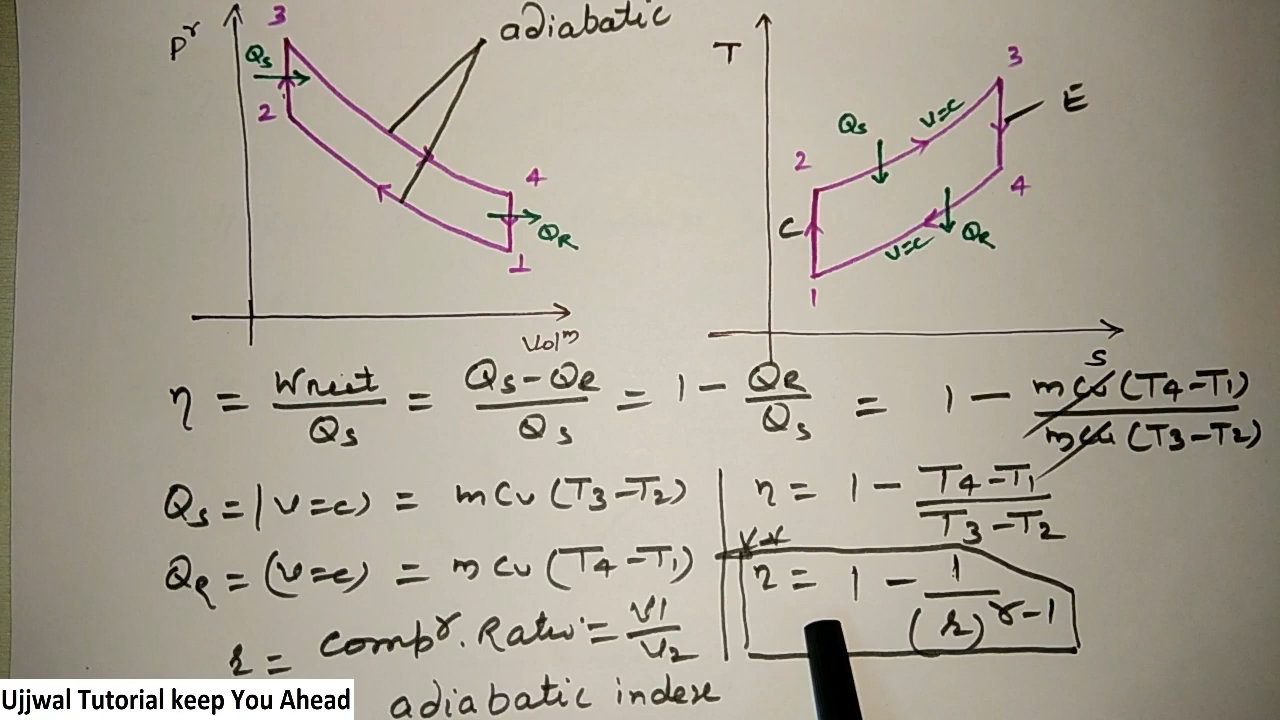 Pʳ
3
adiabatic
Qs
2
4
QR
1
Volᵐ
T
3
E
Qs
v=c
2
4
C
v=c
QR
1
s
η = Wnet/Qs = Qs-QR/Qs = 1 - QR/Qs = 1 - mcv(T4-T1)/mcv(T3-T2)
Qs = (v=c) = mCv(T3-T2)
η = 1 - T4-T1/T3-T2
QR = (v=c) = mCv(T4-T1)
η = 1 - 1/(r)^γ-1
r = compʳ. Ratio = V1/V2
adiabatic index
Ujjwal Tutorial keep You Ahead